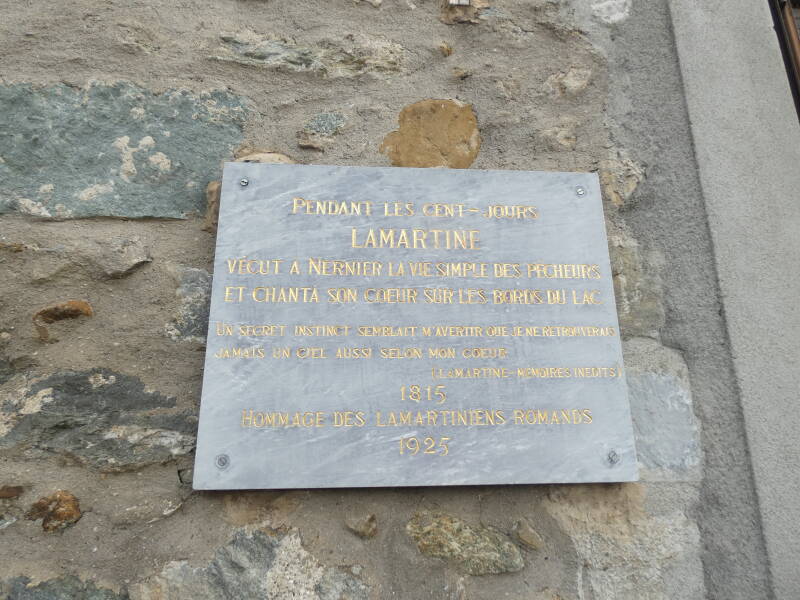 PENDANT LES CENT-JOURS
LAMARTINE
VÉCUT A NERNIER LA VIE SIMPLE DES PÊCHEURS
ET CHANTA SON COEUR SUR LES BORDS DU LAC.
UN SECRET INSTINCT SEMBLAIT M'AVERTIR QUE JE NE RETROUVERAIS
JAMAIS UN CIEL AUSSI SELON MON COEUR
(LAMARTINE-MÉMOIRES INÉDITS)
1815
HOMMAGE DES LAMARTINIENS ROMANDS
1925